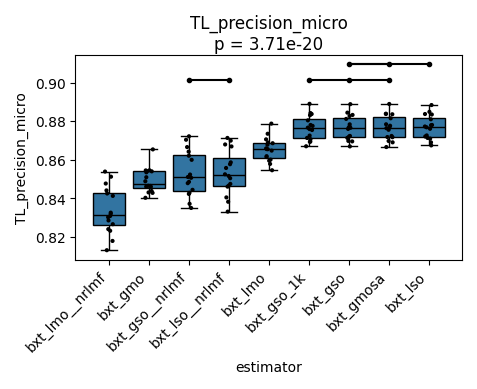 TL_precision_micro
p = 3.71e-20
TL_precision_micro
0.90
0.88
0.86
0.84
0.82
bxt_lmo__nrlmf
bxt_gmo
bxt_gso__nrlmf
bxt_lso__nrlmf
bxt_lmo
bxt_gso_1k
bxt_gso
bxt_gmosa
bxt_lso
estimator